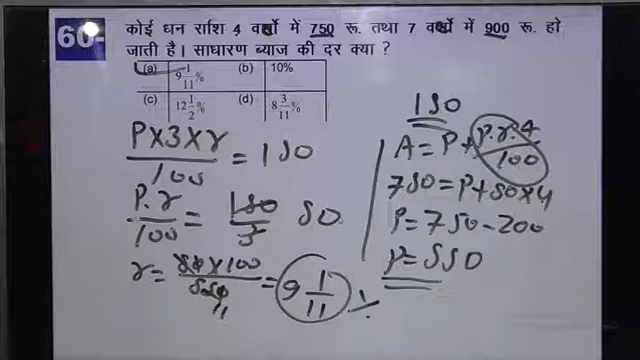 60- कोई धन राशि 4 वर्षों में 750 रू. तथा 7 वर्षों में 900 रू. हो
जाती है। साधारण ब्याज की दर क्या ?
(a) 9 1/11% (b) 10%
(c) 12 1/2% (d) 8 3/11%
150
P×3×r/100 = 150
P.r/100 = 150/3 50
r = 50×100/550 11 = 9 1/11 %
A = P + P.r.4/100
750 = P + 50×4
P = 750 - 200
P = 550